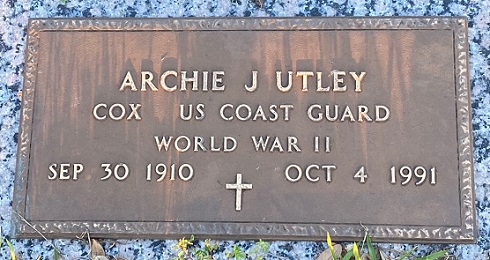 ARCHIE J UTLEY
COX US COAST GUARD
WORLD WAR II
SEP 30 1910 OCT 4 1991